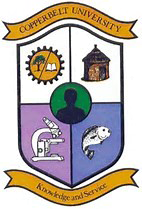 COPPERBELT UNIVERSITY
Knowledge and Service